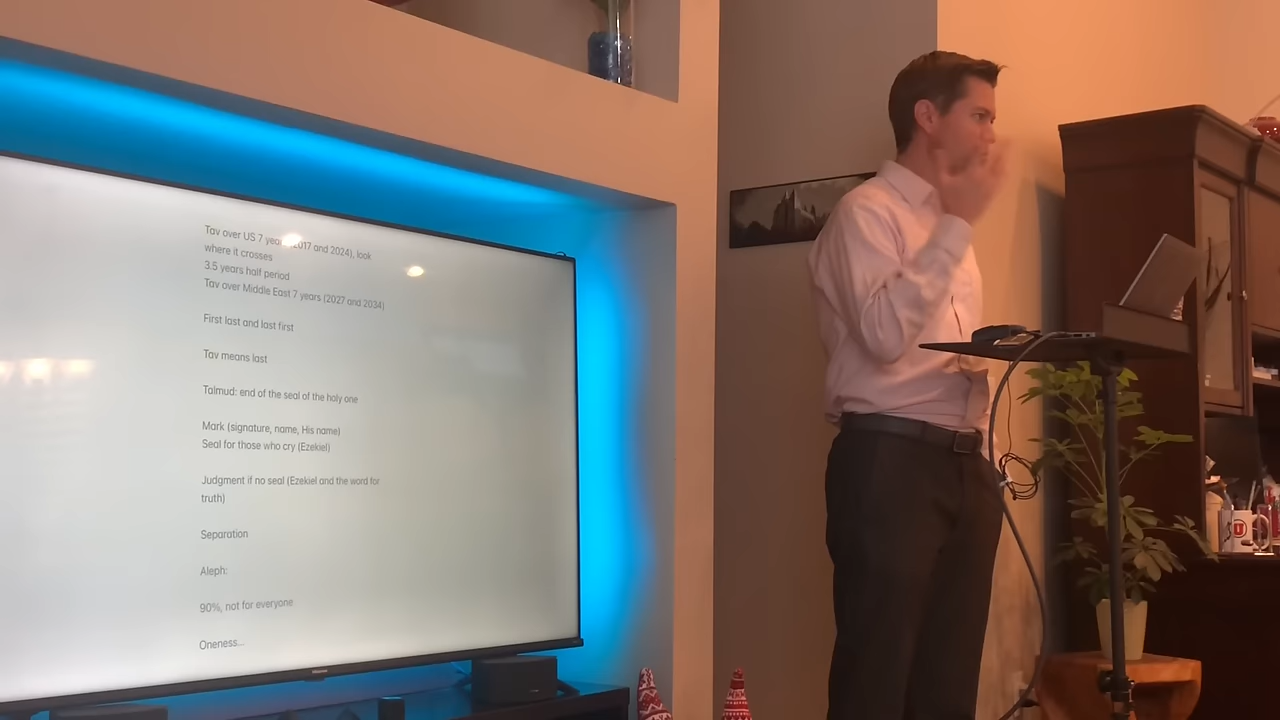 Tav over US 7 years (2017 and 2024), look
where it crosses
3.5 years half period
Tav over Middle East 7 years (2027 and 2034)
First last and last first
Tav means last
Talmud: end of the seal of the holy one
Mark (signature, name, His name)
Seal for those who cry (Ezekiel)
Judgment if no seal (Ezekiel and the word for
truth)
Separation
Aleph:
90%, not for everyone
Oneness...
Hisense
U